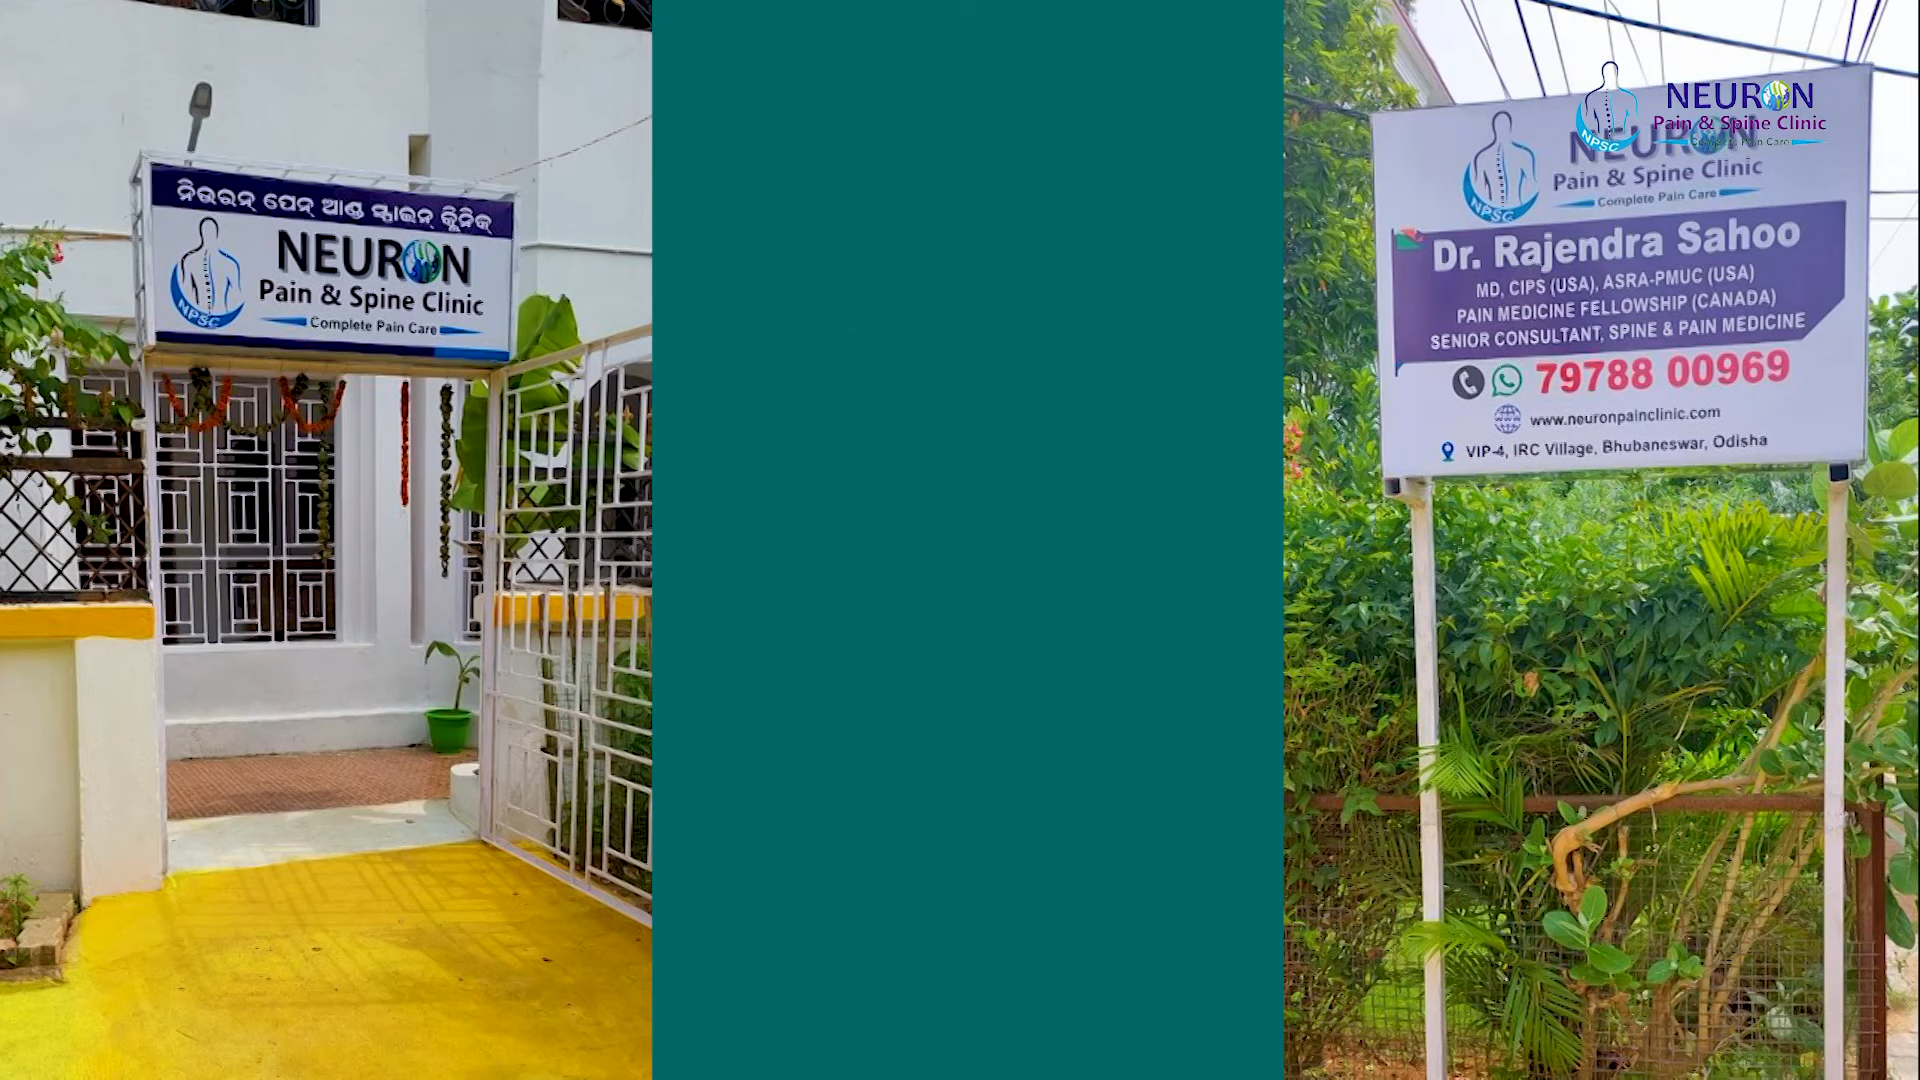 ନିଉରନ୍ ପେନ୍ ଆଣ୍ଡ ସ୍ପାଇନ୍ କ୍ଲିନିକ୍
NEURON
Pain & Spine Clinic
Complete Pain Care
NPSC
NEURON
Pain & Spine Clinic
Complete Pain Care
NPSC
NEURON
Pain & Spine Clinic
Complete Pain Care
NPSC
Dr. Rajendra Sahoo
MD, CIPS (USA), ASRA-PMUC (USA)
PAIN MEDICINE FELLOWSHIP (CANADA)
SENIOR CONSULTANT, SPINE & PAIN MEDICINE
79788 00969
www.neuronpainclinic.com
VIP-4, IRC Village, Bhubaneswar, Odisha